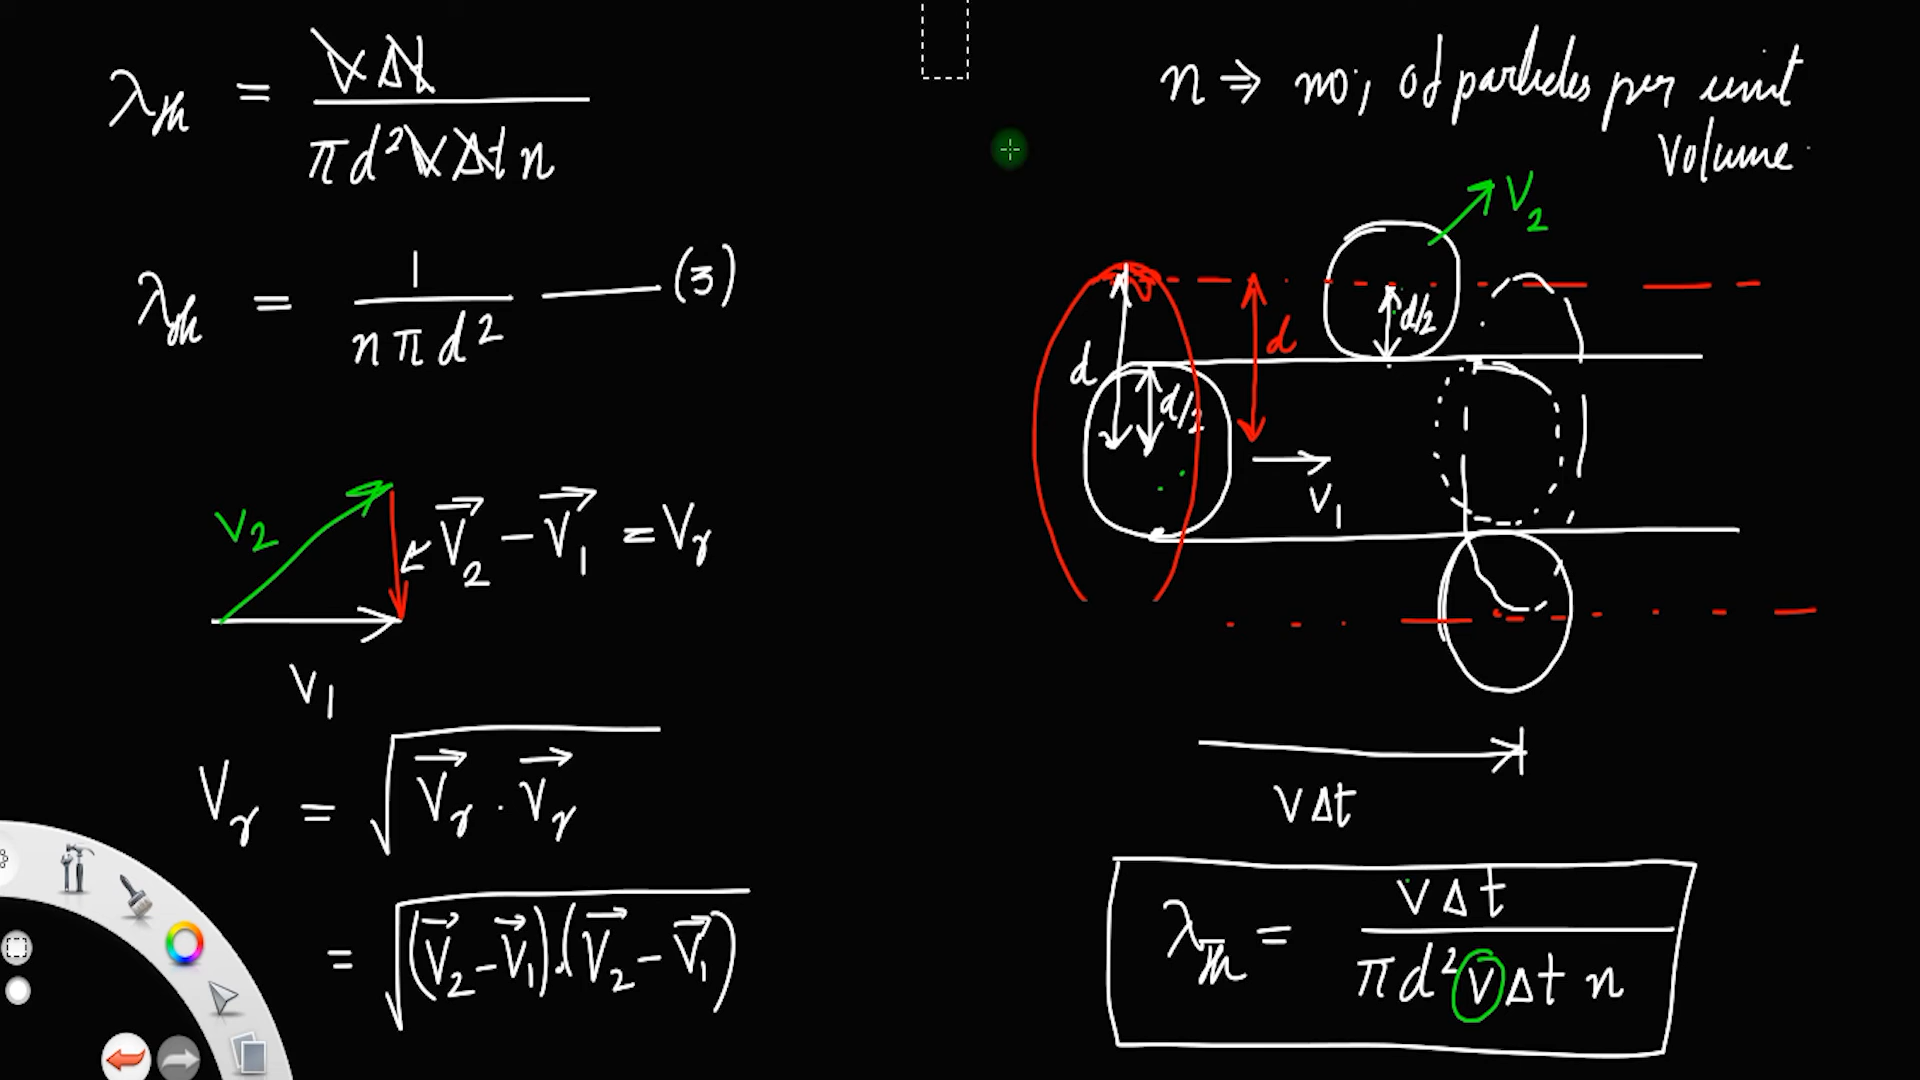 λm = V Δt / πd²VΔt n
λm = 1 / nπd² —— (3)
V2
V⃗2 − V⃗1 = Vr
V1
Vr = √(V⃗r · V⃗r)
= √((V⃗2 − V⃗1).(V⃗2 − V⃗1))
n ⇒ no; of particles per unit
Volume
V2
d
d/2
d
d/2
V1
VΔt
λm = VΔt / πd²VΔt n